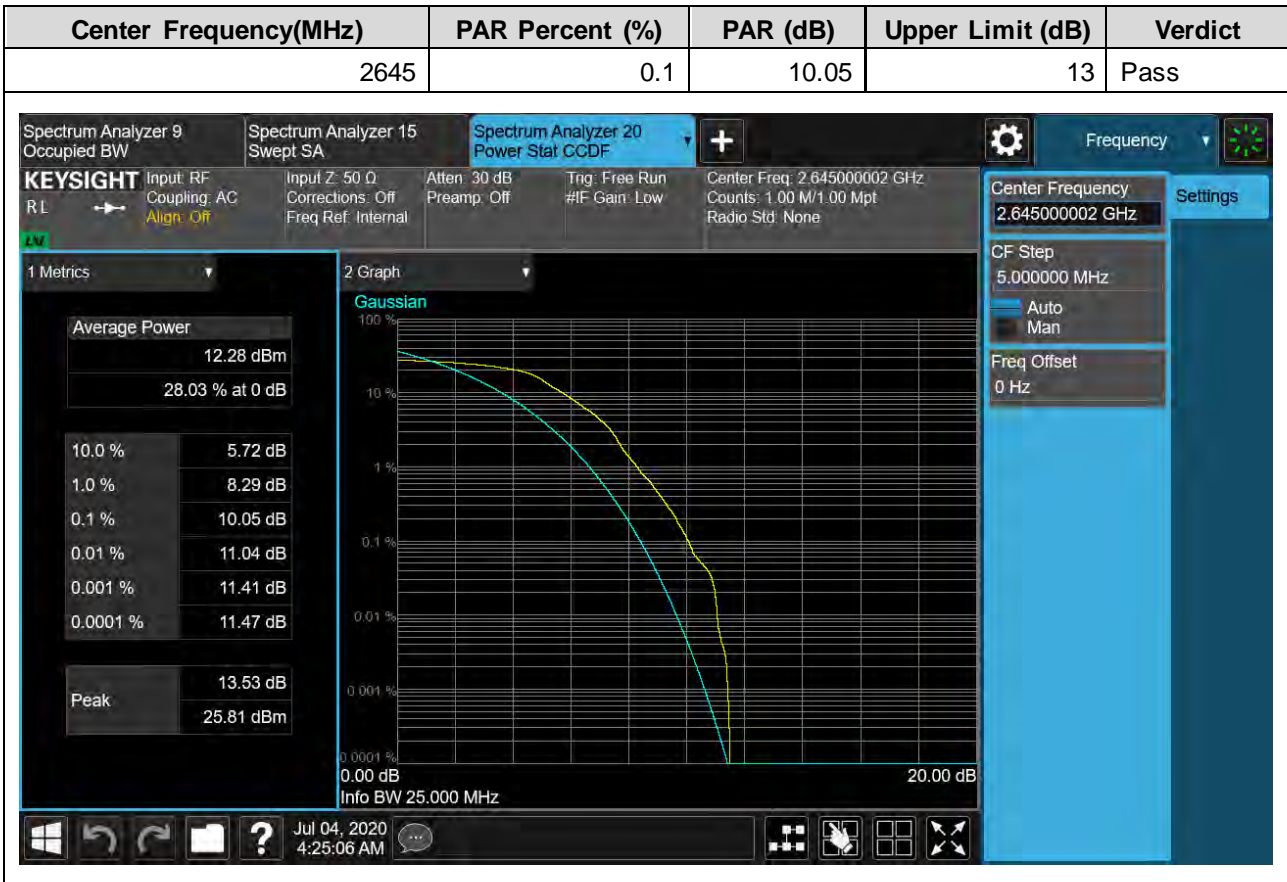 Center Frequency(MHz) PAR Percent (%) PAR (dB) Upper Limit (dB) Verdict
2645 0.1 10.05 13 Pass
Spectrum Analyzer 9 Spectrum Analyzer 15 Spectrum Analyzer 20 Frequency
Occupied BW Swept SA Power Stat CCDF
KEYSIGHT Input: RF Input Z: 50 Ω Atten: 30 dB Trig: Free Run Center Freq: 2.645000002 GHz
RL Coupling: AC Corrections: Off Preamp: Off #IF Gain: Low Counts: 1.00 M/1.00 Mpt
Align: Off Freq Ref: Internal Radio Std: None
LNI
Center Frequency Settings
2.645000002 GHz
CF Step
5.000000 MHz
Auto
Man
Freq Offset
0 Hz
1 Metrics
Average Power
12.28 dBm
28.03 % at 0 dB
10.0 % 5.72 dB
1.0 % 8.29 dB
0.1 % 10.05 dB
0.01 % 11.04 dB
0.001 % 11.41 dB
0.0001 % 11.47 dB
Peak 13.53 dB
25.81 dBm
2 Graph
Gaussian
100 %
10 %
1 %
0.1 %
0.01 %
0.001 %
0.0001 %
0.00 dB 20.00 dB
Info BW 25.000 MHz
? Jul 04, 2020
4:25:06 AM